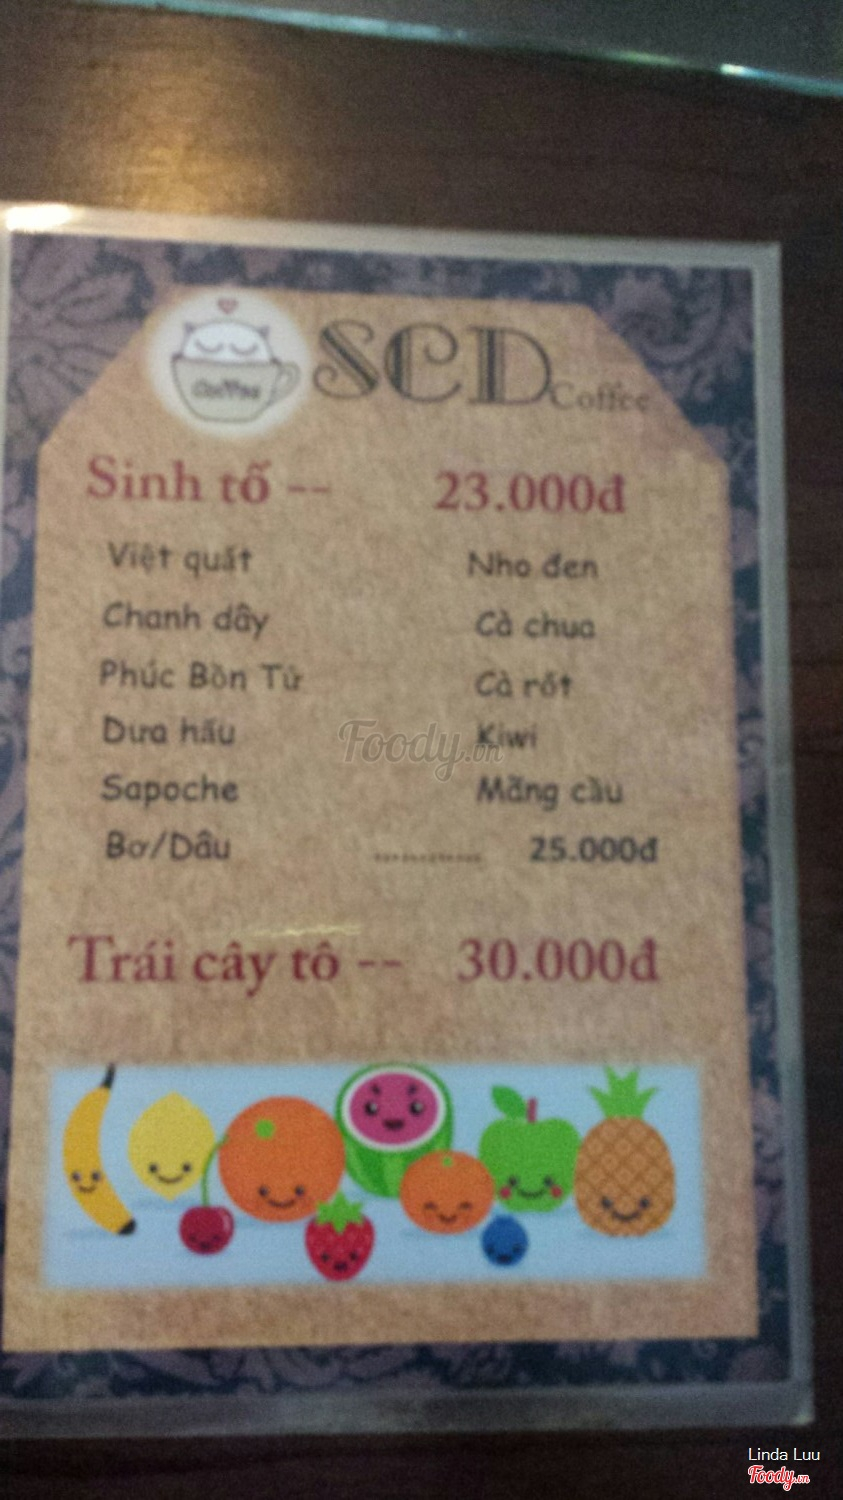 Coffee
SCD Coffee
Sinh tố -- 23.000đ
Việt quất Nho đen
Chanh dây Cà chua
Phúc Bồn Tử Cà rốt
Dưa hấu Kiwi
Foody.vn
Sapoche Mãng cầu
Bơ/Dâu ............ 25.000đ
Trái cây tô -- 30.000đ
Linda Luu
Foody.vn